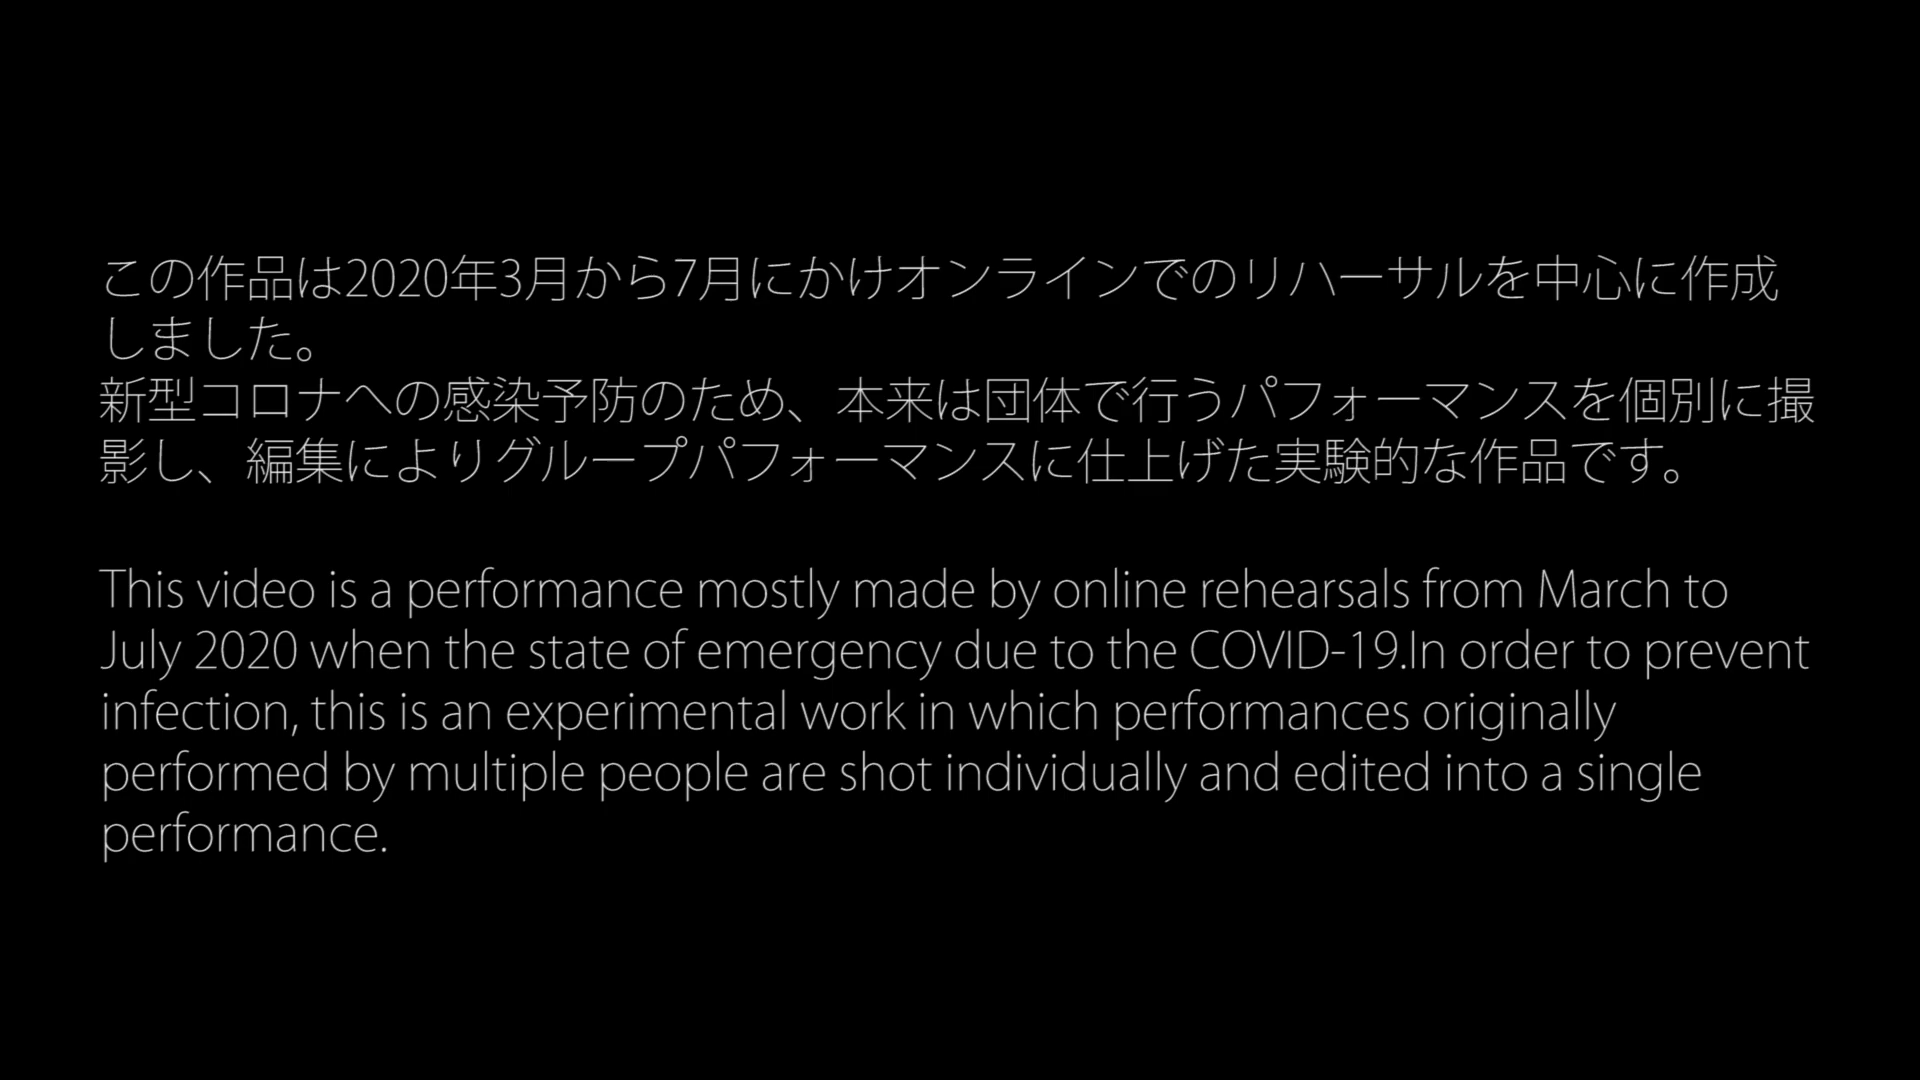 この作品は2020年3月から7月にかけオンラインでのリハーサルを中心に作成
しました。
新型コロナへの感染予防のため、本来は団体で行うパフォーマンスを個別に撮
影し、編集によりグループパフォーマンスに仕上げた実験的な作品です。
This video is a performance mostly made by online rehearsals from March to
July 2020 when the state of emergency due to the COVID-19.In order to prevent
infection, this is an experimental work in which performances originally
performed by multiple people are shot individually and edited into a single
performance.